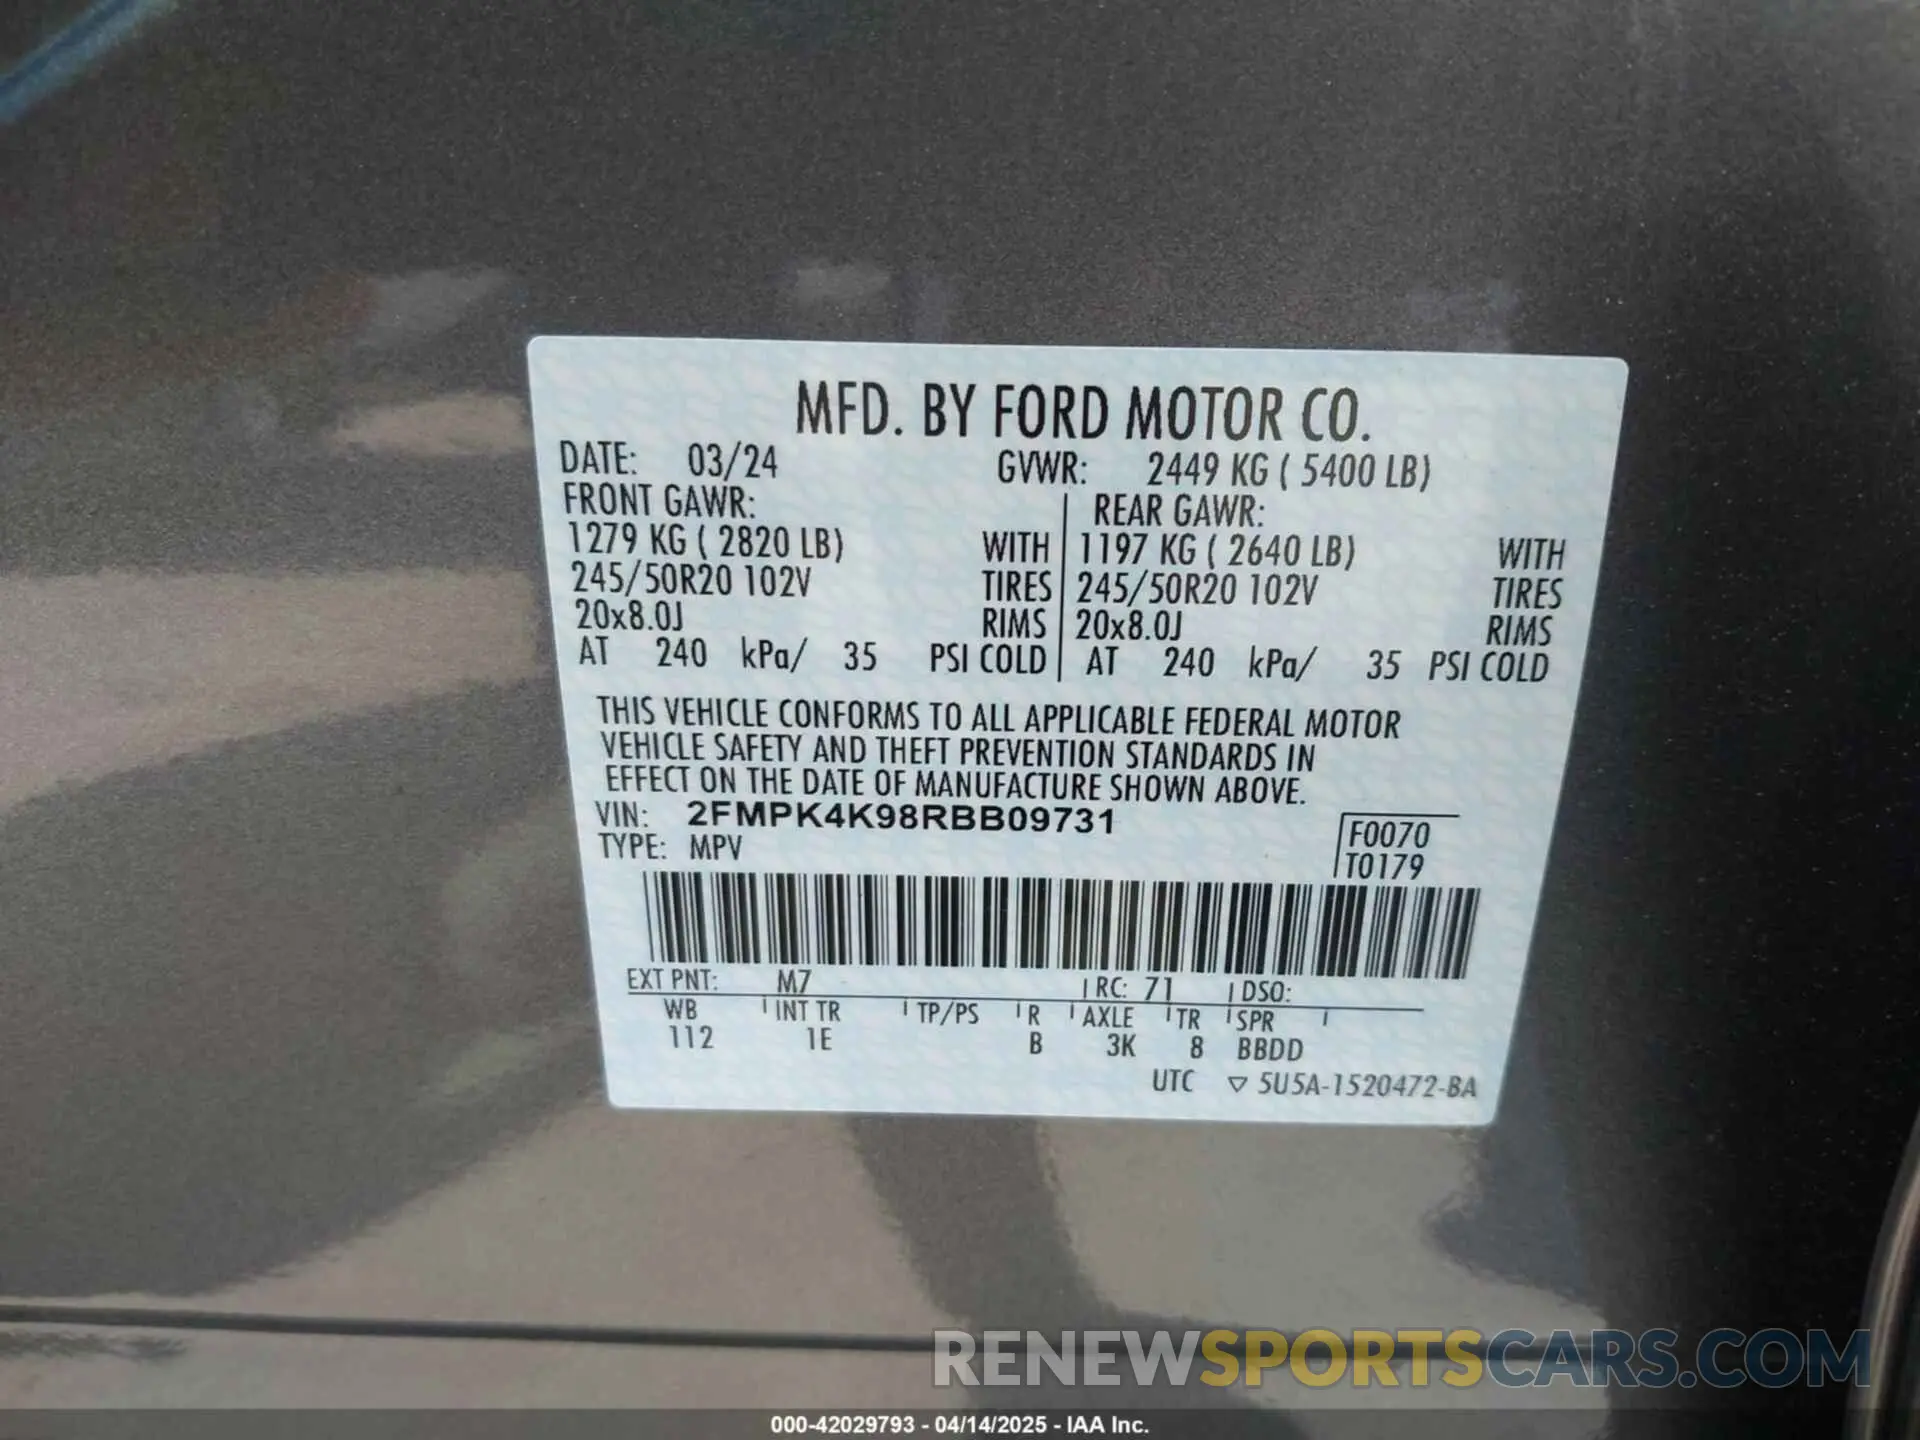 MFD. BY FORD MOTOR CO.
DATE: 03/24 GVWR: 2449 KG ( 5400 LB)
FRONT GAWR: REAR GAWR:
1279 KG ( 2820 LB) WITH 1197 KG ( 2640 LB) WITH
245/50R20 102V TIRES 245/50R20 102V TIRES
20x8.0J RIMS 20x8.0J RIMS
AT 240 kPa/ 35 PSI COLD AT 240 kPa/ 35 PSI COLD
THIS VEHICLE CONFORMS TO ALL APPLICABLE FEDERAL MOTOR
VEHICLE SAFETY AND THEFT PREVENTION STANDARDS IN
EFFECT ON THE DATE OF MANUFACTURE SHOWN ABOVE.
VIN: 2FMPK4K98RBB09731 F0070
TYPE: MPV T0179
EXT PNT: M7 RC: 71 DSO:
WB INT TR TP/PS R AXLE TR SPR
112 1E B 3K 8 BBDD
UTC ▽ 5U5A-1520472-BA
RENEWSPORTSCARS.COM
000-42029793 - 04/14/2025 - IAA Inc.